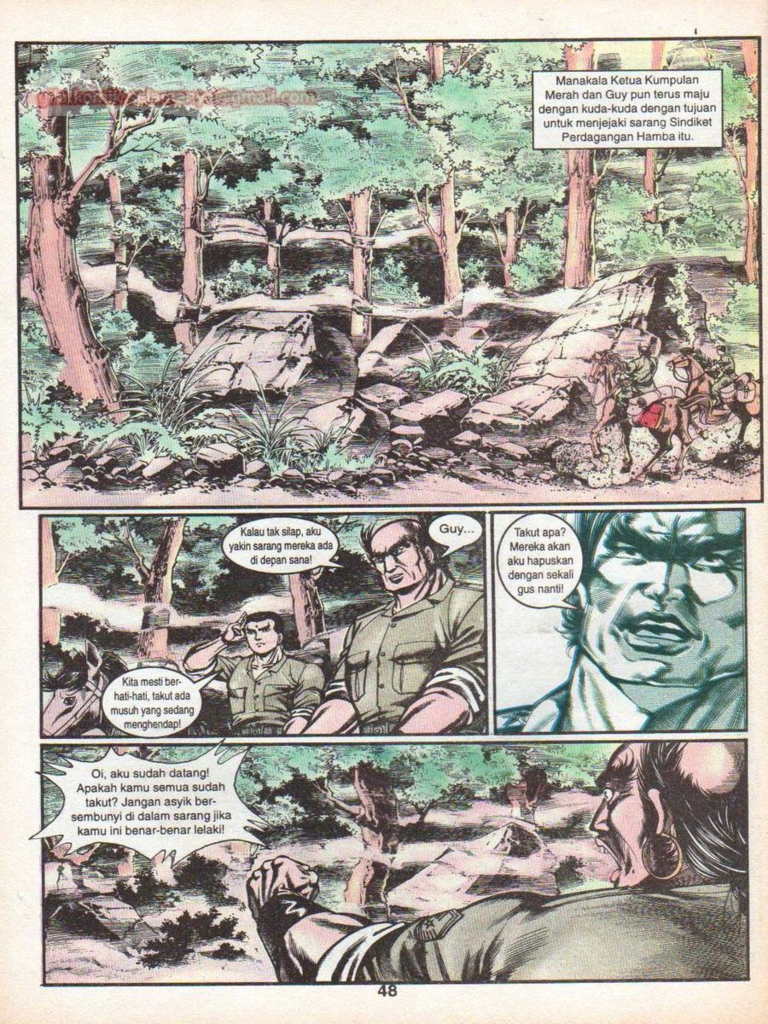 Manakala Ketua Kumpulan
Merah dan Guy pun terus maju
dengan kuda-kuda dengan tujuan
untuk menjejaki sarang Sindiket
Perdagangan Hamba itu.
Kalau tak silap, aku
yakin sarang mereka ada
di depan sana!
Guy...
Kita mesti ber-
hati-hati, takut ada
musuh yang sedang
menghendap!
Takut apa?
Mereka akan
aku hapuskan
dengan sekali
gus nanti!
Oi, aku sudah datang!
Apakah kamu semua sudah
takut? Jangan asyik ber-
sembunyi di dalam sarang jika
kamu ini benar-benar lelaki!
48